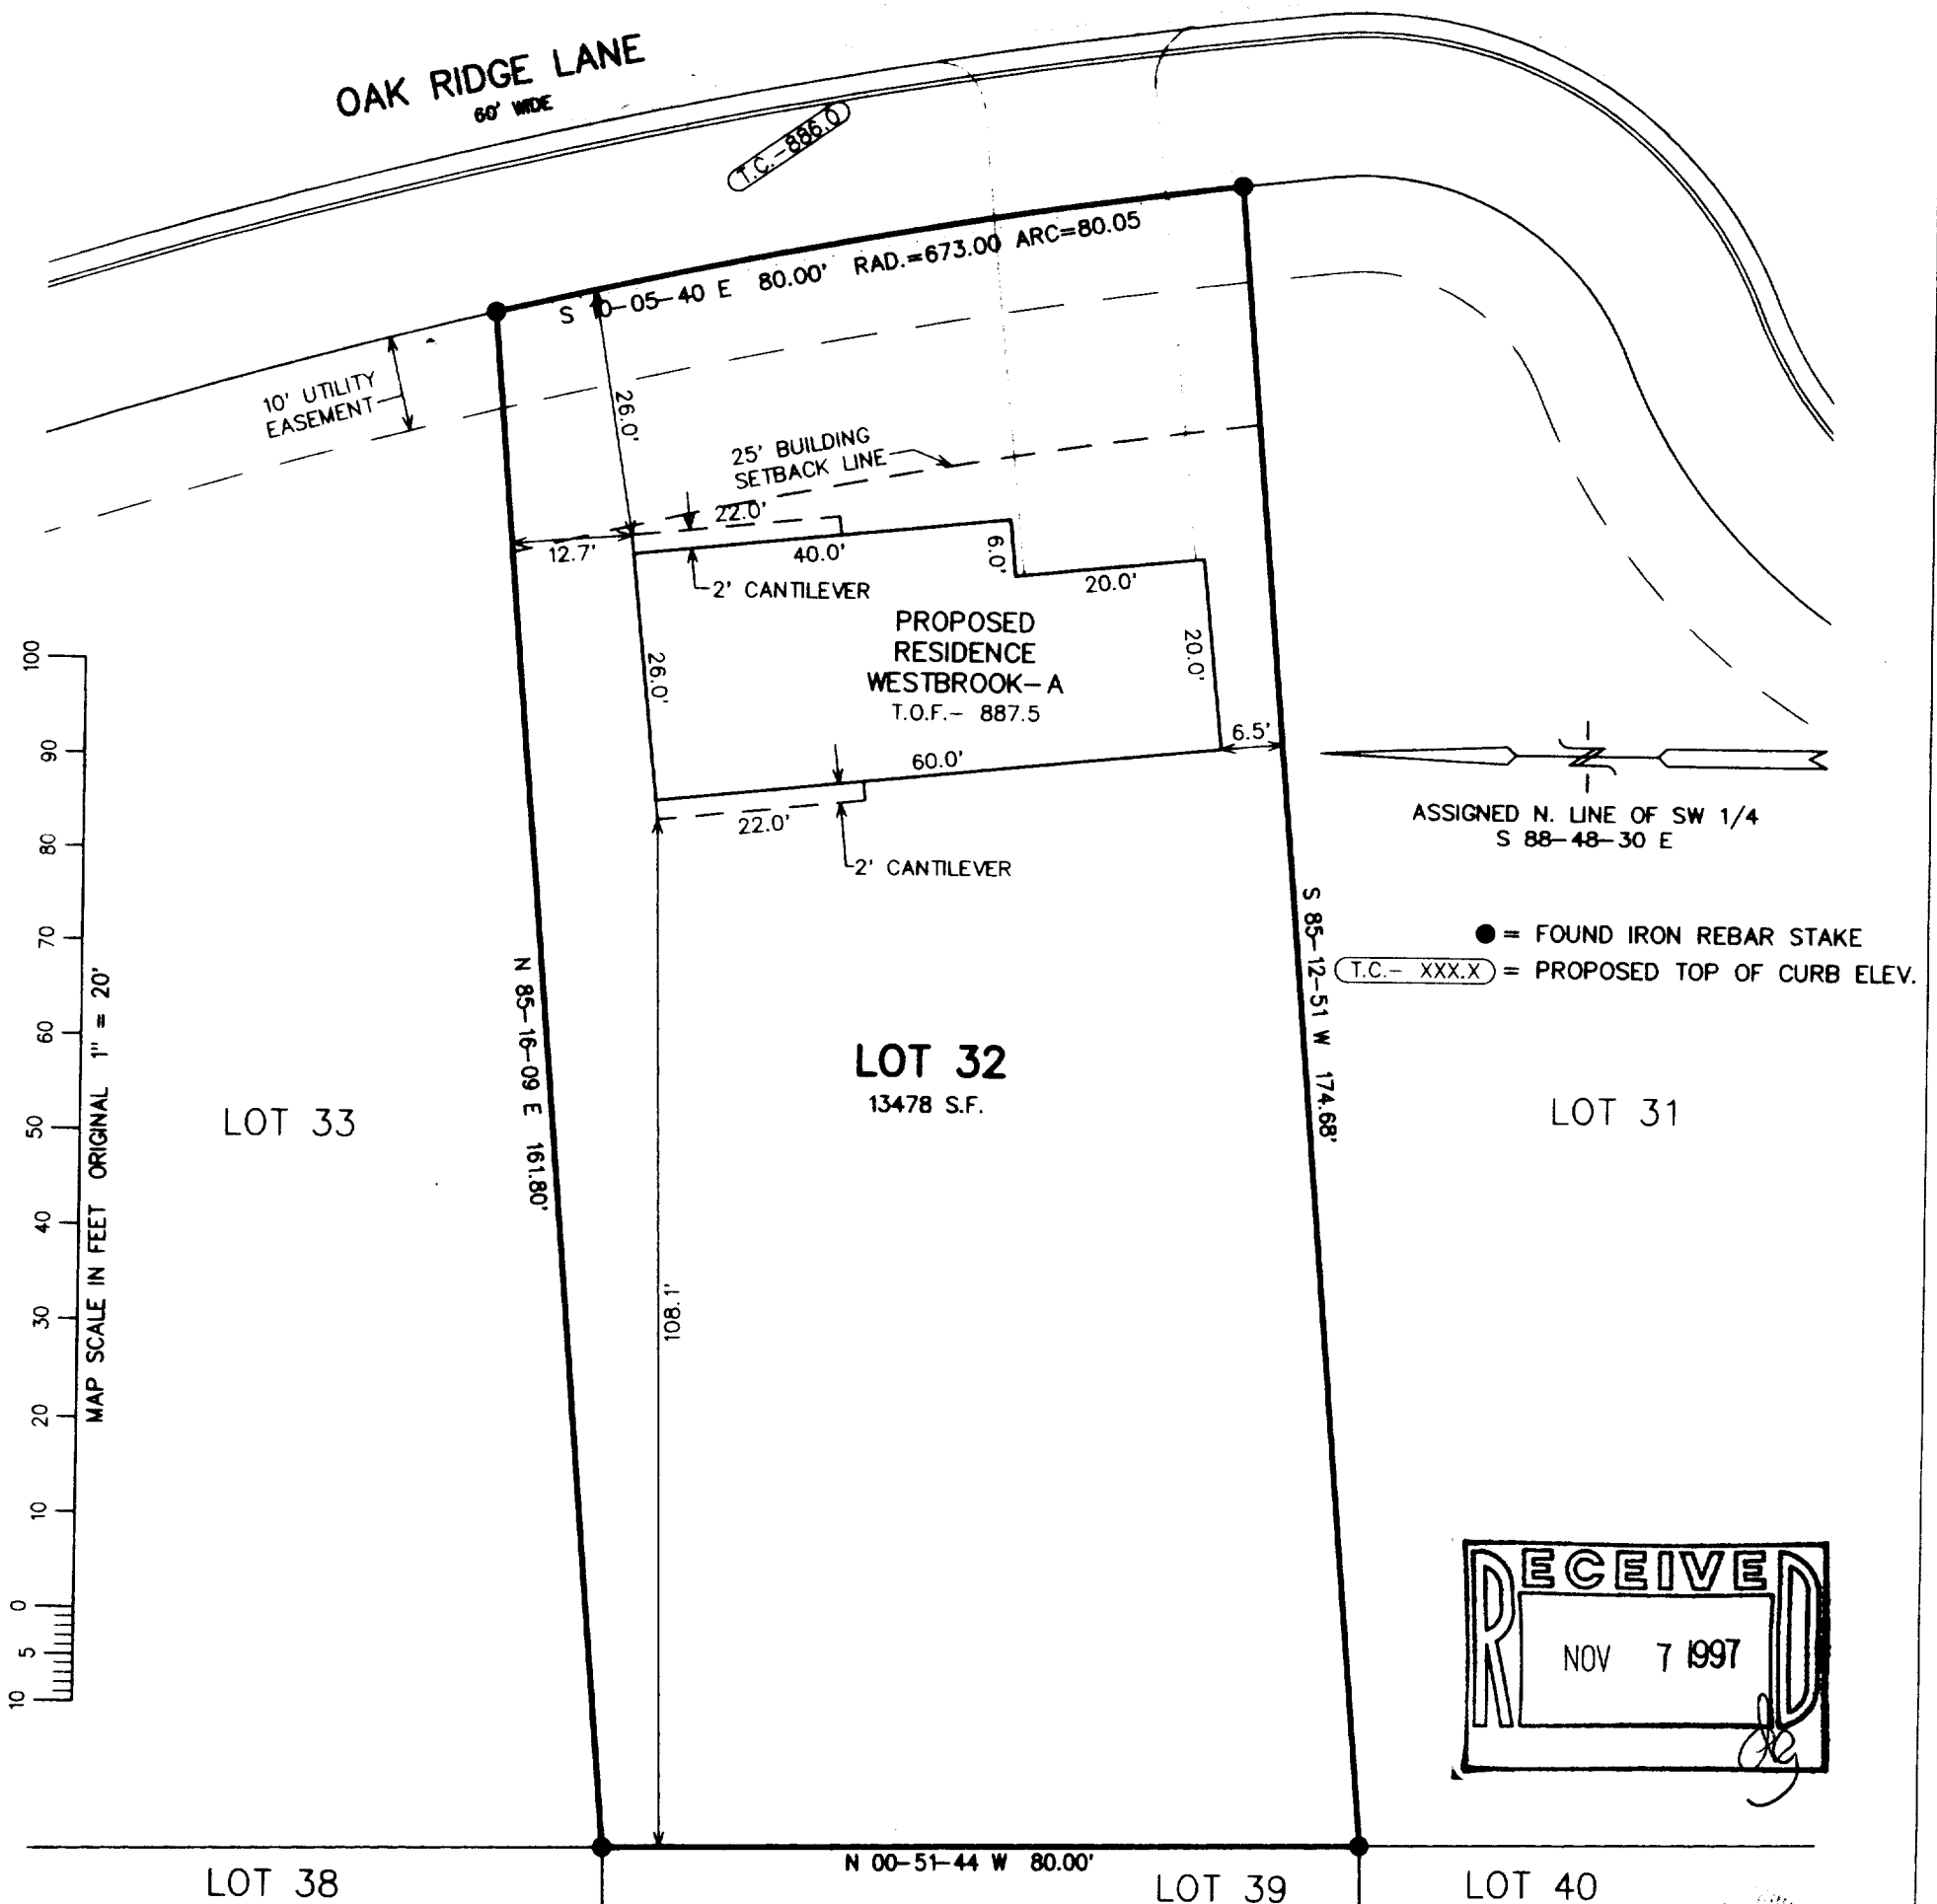 OAK RIDGE LANE
60' WIDE
T.C.-886.0
S 10-05-40 E 80.00' RAD.=673.00 ARC=80.05
10' UTILITY
EASEMENT
26.0'
25' BUILDING
SETBACK LINE
22.0'
12.7'
40.0'
6.0'
20.0'
2' CANTILEVER
PROPOSED
RESIDENCE
WESTBROOK-A
T.O.F.- 887.5
26.0'
20.0'
6.5'
60.0'
22.0'
2' CANTILEVER
ASSIGNED N. LINE OF SW 1/4
S 88-48-30 E
= FOUND IRON REBAR STAKE
T.C.- XXX.X = PROPOSED TOP OF CURB ELEV.
N 85-16-09 E 161.80'
S 85-12-51 W 174.68'
LOT 32
13478 S.F.
LOT 33
LOT 31
108.1'
100
90
80
70
60
50
40
30
20
10
0
5
10
MAP SCALE IN FEET ORIGINAL 1" = 20'
RECEIVED
NOV 7 1997
N 00-51-44 W 80.00'
LOT 38
LOT 39
LOT 40